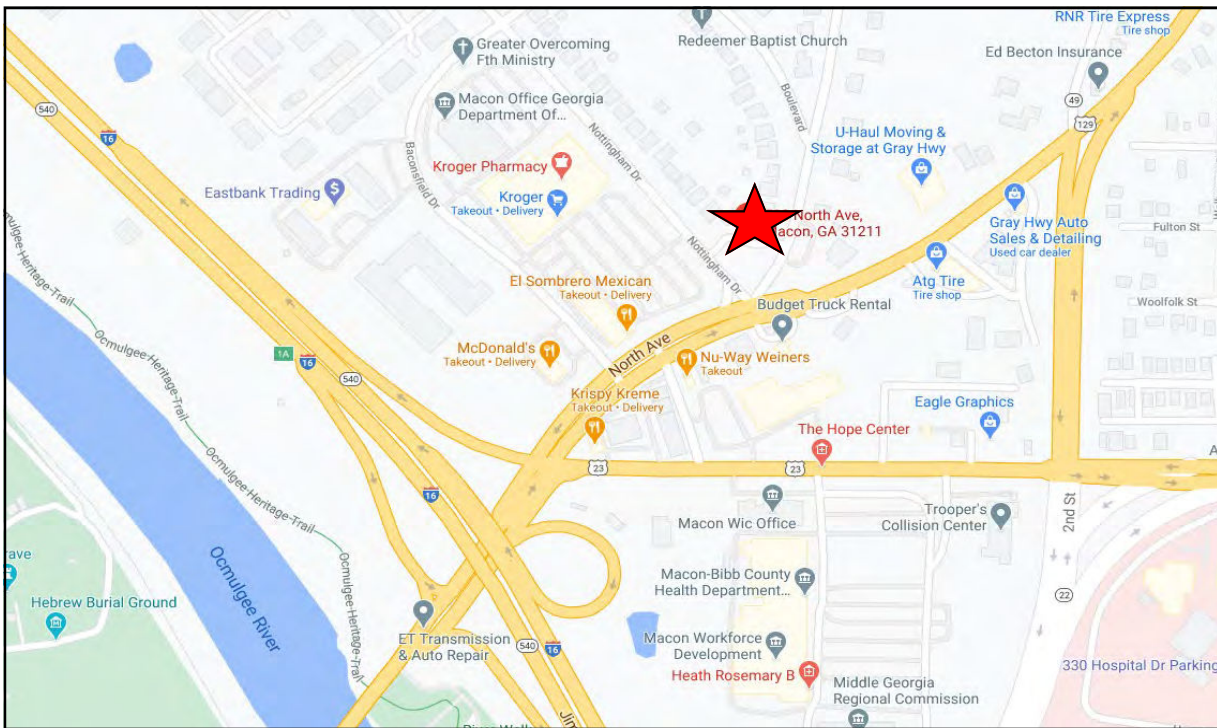 RNR Tire Express
Tire shop
Greater Overcoming
Fth Ministry
Redeemer Baptist Church
Ed Becton Insurance
Macon Office Georgia
Department Of...
49
129
540
16
Boulevard
Nottingham Dr
U-Haul Moving &
Storage at Gray Hwy
Kroger Pharmacy
Baconsfield Dr
Eastbank Trading
Kroger
Takeout • Delivery
North Ave,
acon, GA 31211
Gray Hwy Auto
Sales & Detailing
Used car dealer
Fulton St
Ocmulgee-Heritage-Trail
Nottingham Dr
El Sombrero Mexican
Takeout • Delivery
Atg Tire
Tire shop
Woolfolk St
Budget Truck Rental
McDonald's
Takeout • Delivery
North Ave
Nu-Way Weiners
Takeout
1A
16
540
Ocmulgee-Heritage-Trail
Krispy Kreme
Takeout • Delivery
Eagle Graphics
The Hope Center
23
23
A
16
Ocmulgee-Heritage-Trail
Macon Wic Office
Trooper's
Collision Center
2nd St
rave
Ocmulgee River
Ocmulgee-Heritage-Trail
Macon-Bibb County
Health Department...
22
Hebrew Burial Ground
ET Transmission
& Auto Repair
540
16
Macon Workforce
Development
Heath Rosemary B
330 Hospital Dr Parking
Middle Georgia
Regional Commission
Jim